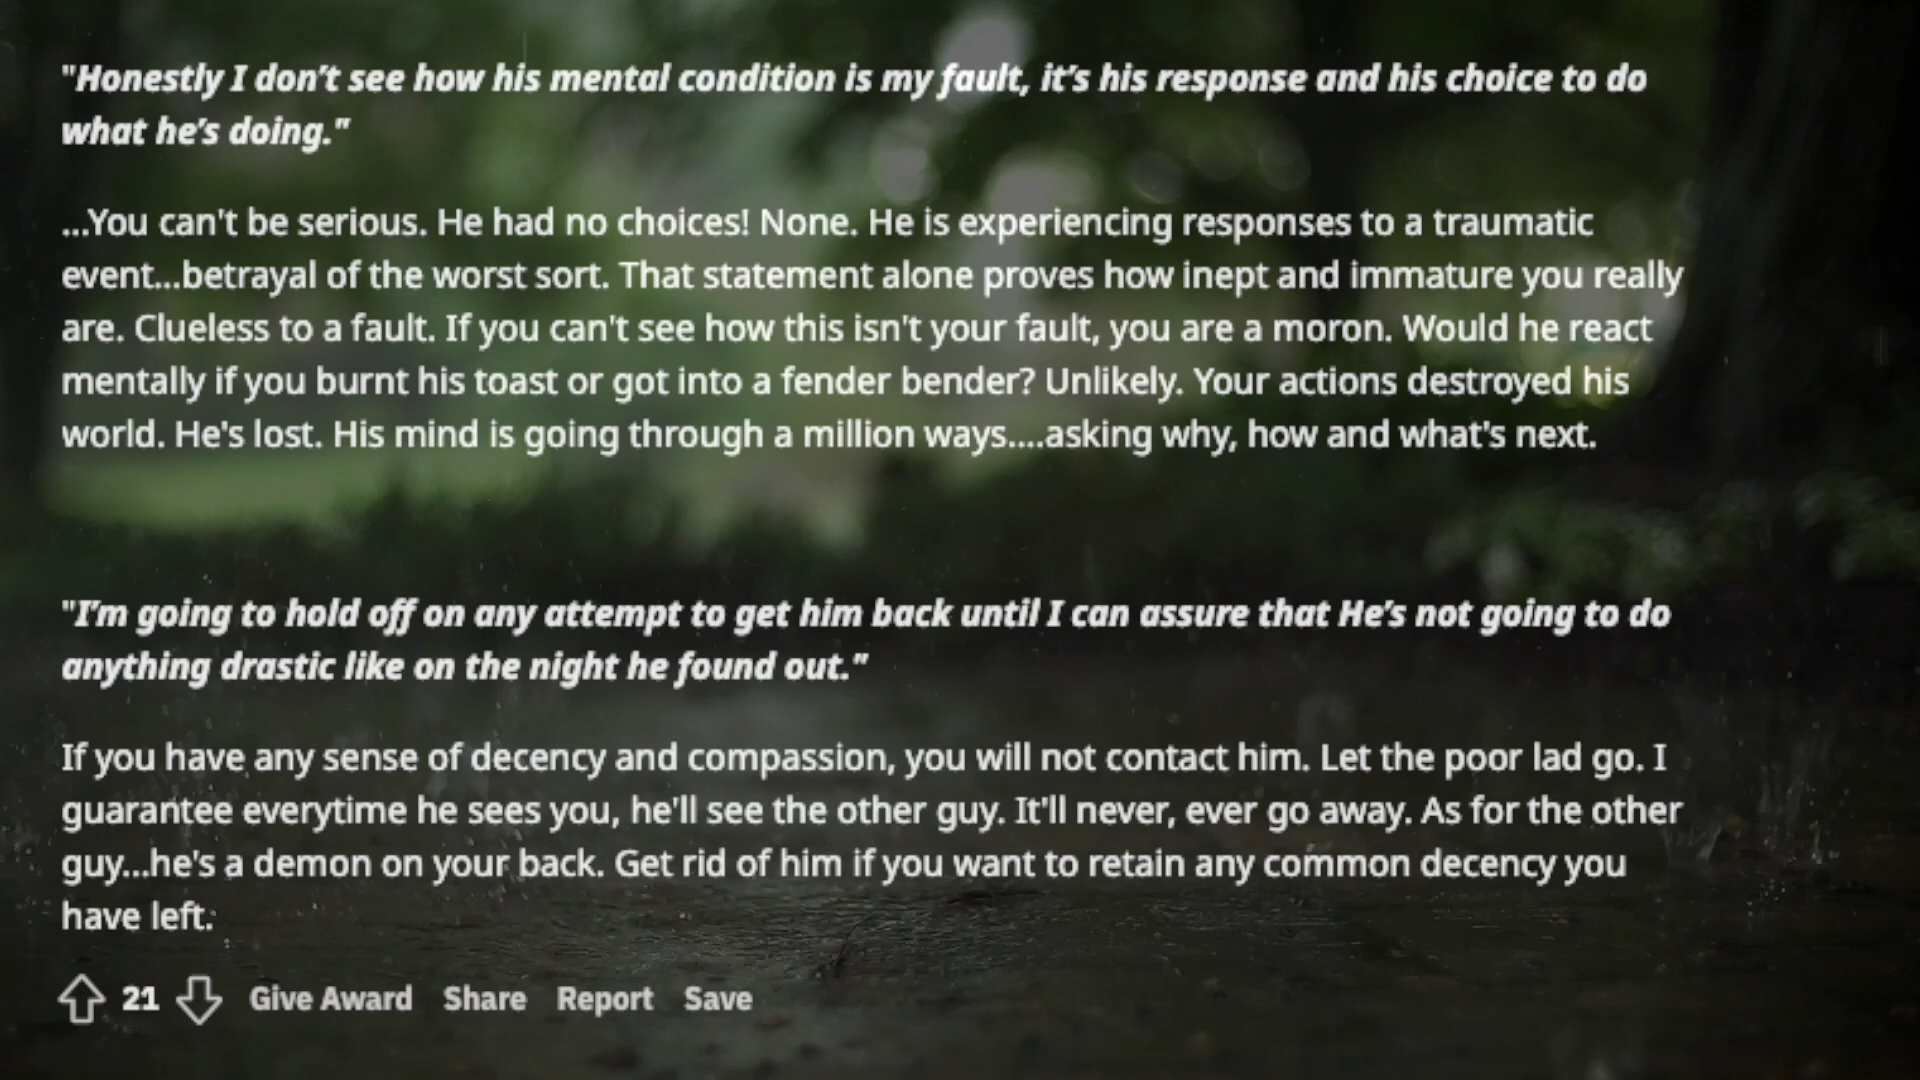 "Honestly I don’t see how his mental condition is my fault, it’s his response and his choice to do
what he’s doing."
...You can't be serious. He had no choices! None. He is experiencing responses to a traumatic
event...betrayal of the worst sort. That statement alone proves how inept and immature you really
are. Clueless to a fault. If you can't see how this isn't your fault, you are a moron. Would he react
mentally if you burnt his toast or got into a fender bender? Unlikely. Your actions destroyed his
world. He's lost. His mind is going through a million ways....asking why, how and what's next.
"I’m going to hold off on any attempt to get him back until I can assure that He’s not going to do
anything drastic like on the night he found out."
If you have any sense of decency and compassion, you will not contact him. Let the poor lad go. I
guarantee everytime he sees you, he'll see the other guy. It'll never, ever go away. As for the other
guy...he's a demon on your back. Get rid of him if you want to retain any common decency you
have left.
21 Give Award Share Report Save